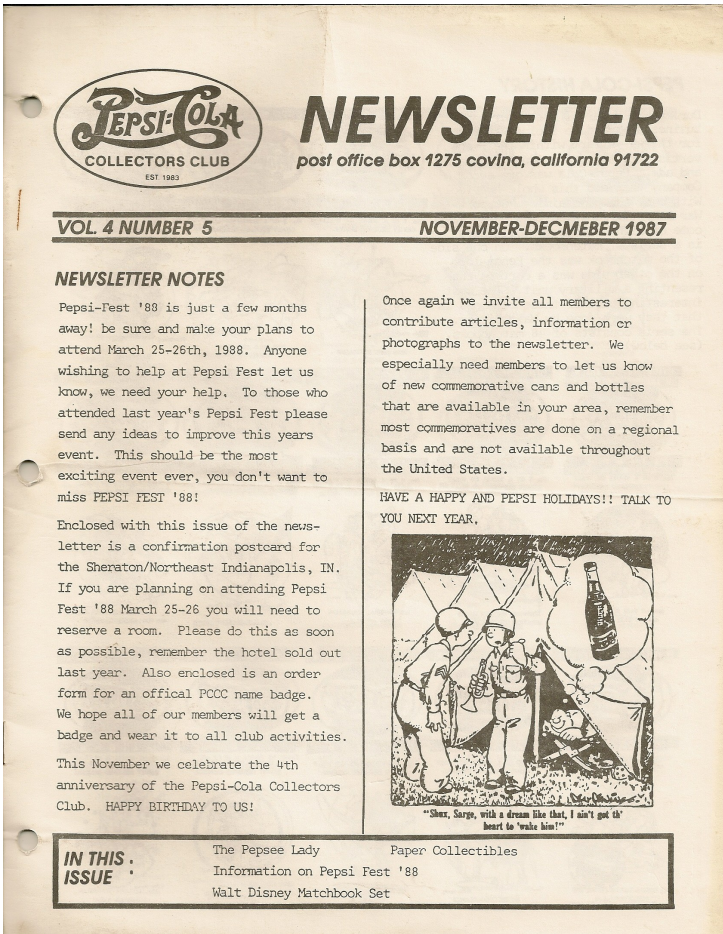 PEPSI:COLA
COLLECTORS CLUB
EST 1983
NEWSLETTER
post office box 1275 covina, california 91722
VOL. 4 NUMBER 5
NOVEMBER-DECMEBER 1987
NEWSLETTER NOTES
Pepsi-Fest '88 is just a few months
away! be sure and make your plans to
attend March 25-26th, 1988. Anyone
wishing to help at Pepsi Fest let us
know, we need your help. To those who
attended last year's Pepsi Fest please
send any ideas to improve this years
event. This should be the most
exciting event ever, you don't want to
miss PEPSI FEST '88!
Enclosed with this issue of the news-
letter is a confirmation postcard for
the Sheraton/Northeast Indianapolis, IN.
If you are planning on attending Pepsi
Fest '88 March 25-26 you will need to
reserve a room. Please do this as soon
as possible, remember the hotel sold out
last year. Also enclosed is an order
form for an offical PCCC name badge.
We hope all of our members will get a
badge and wear it to all club activities.
This November we celebrate the 4th
anniversary of the Pepsi-Cola Collectors
Club. HAPPY BIRTHDAY TO US!
Once again we invite all members to
contribute articles, information or
photographs to the newsletter. We
especially need members to let us know
of new commemorative cans and bottles
that are available in your area, remember
most commemoratives are done on a regional
basis and are not available throughout
the United States.
HAVE A HAPPY AND PEPSI HOLIDAYS!! TALK TO
YOU NEXT YEAR.
"Shux, Sarge, with a dream like that, I ain't got th'
heart to 'wake him!"
IN THIS
ISSUE
The Pepsee Lady
Paper Collectibles
Information on Pepsi Fest '88
Walt Disney Matchbook Set